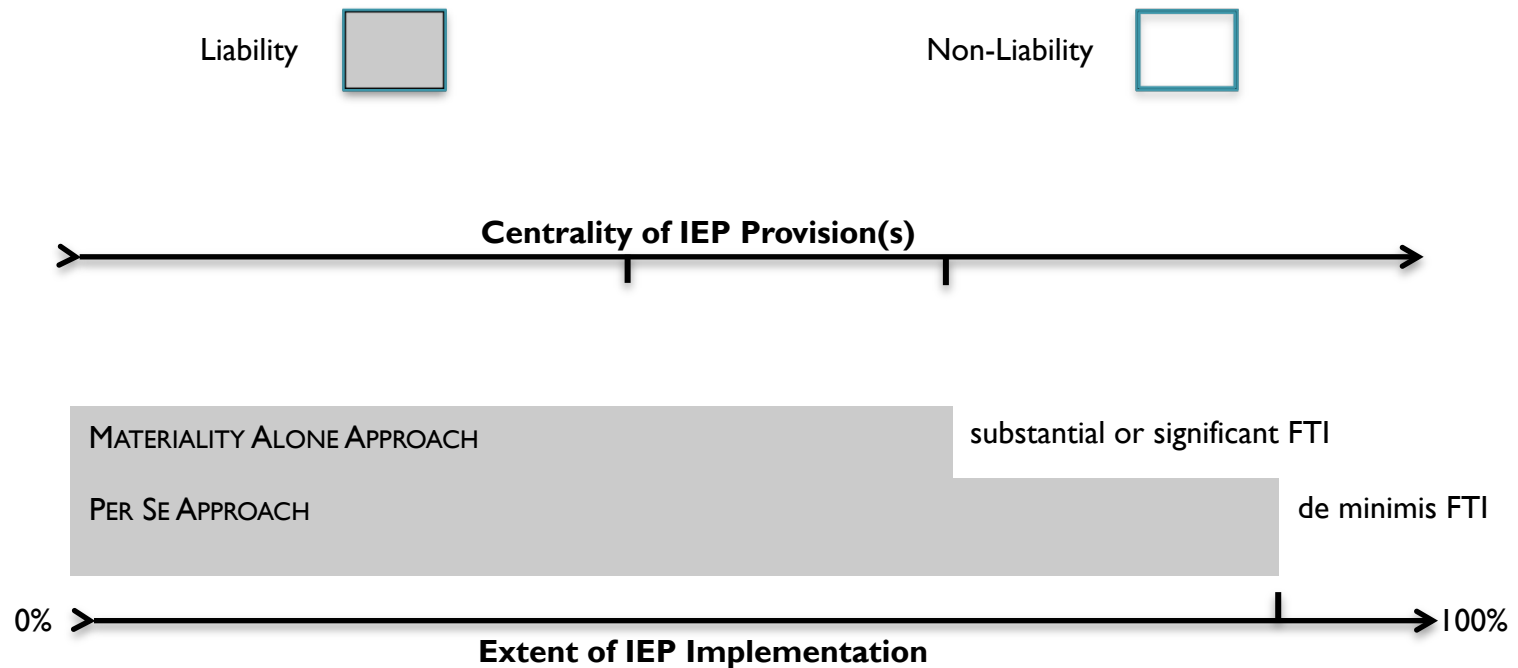 Liability
Non-Liability
Centrality of IEP Provision(s)
MATERIALITY ALONE APPROACH
substantial or significant FTI
PER SE APPROACH
de minimis FTI
0%
100%
Extent of IEP Implementation